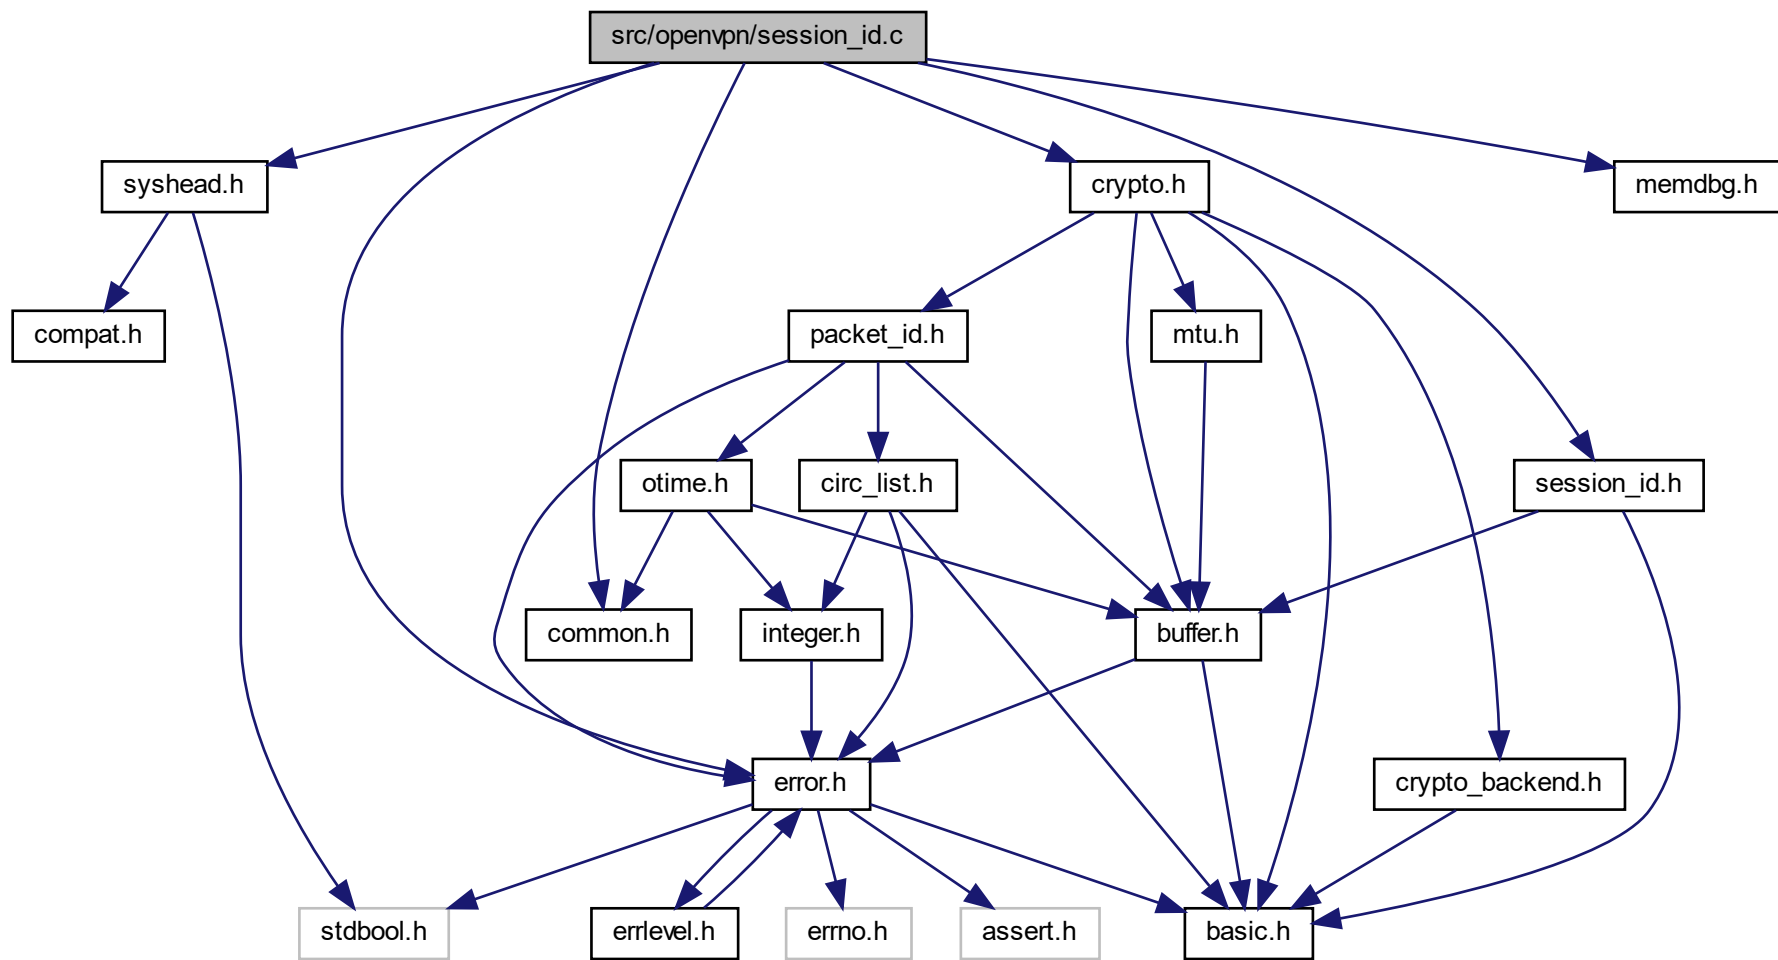 src/openvpn/session_id.c
syshead.h
crypto.h
memdbg.h
compat.h
packet_id.h
mtu.h
otime.h
circ_list.h
session_id.h
common.h
integer.h
buffer.h
error.h
crypto_backend.h
stdbool.h
errlevel.h
errno.h
assert.h
basic.h